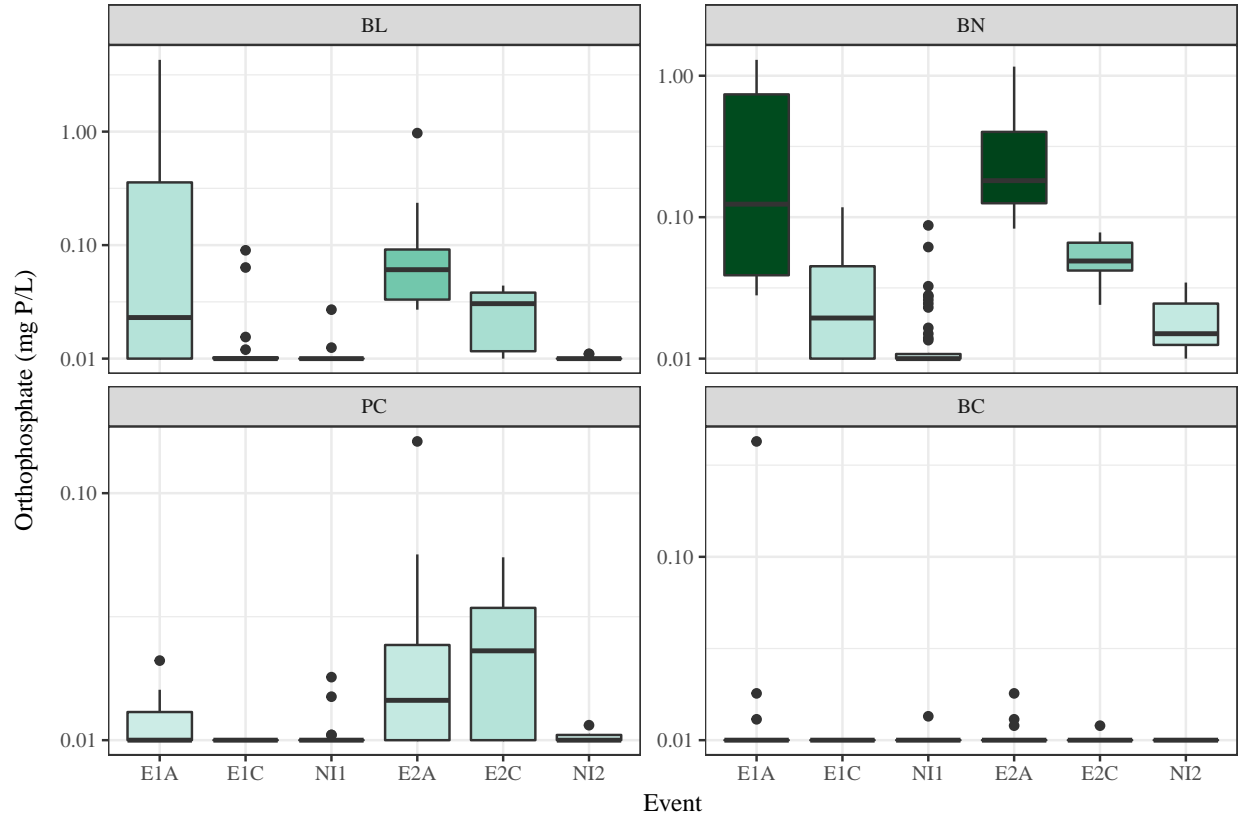 BL
BN
1.00
0.10
0.01
1.00
0.10
0.01
PC
BC
0.10
0.01
0.10
0.01
E1A E1C NI1 E2A E2C NI2
E1A E1C NI1 E2A E2C NI2
Orthophosphate (mg P/L)
Event